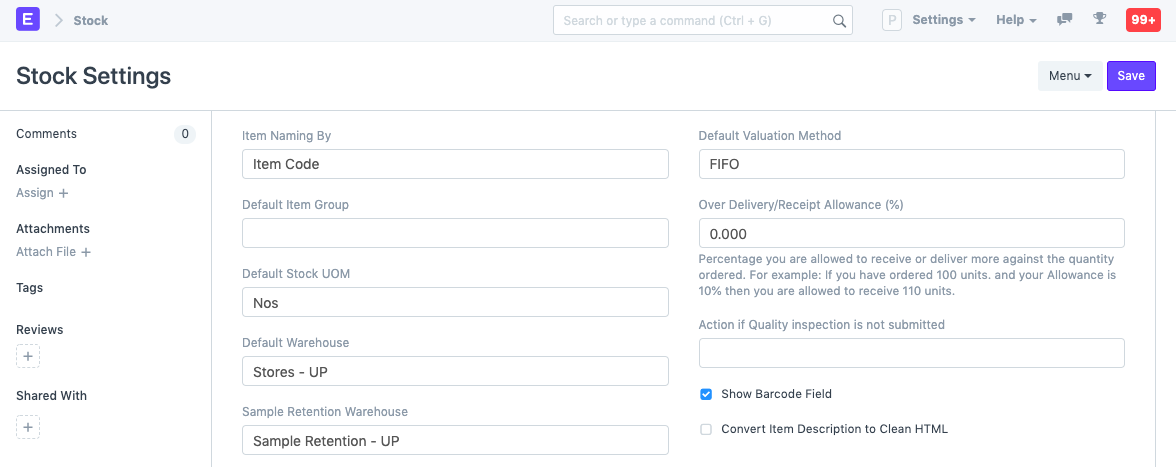 E
Stock
Search or type a command (Ctrl + G)
P
Settings
Help
99+
Stock Settings
Menu
Save
Comments
0
Assigned To
Assign +
Attachments
Attach File +
Tags
Reviews
+
Shared With
+
Item Naming By
Item Code
Default Item Group
Default Stock UOM
Nos
Default Warehouse
Stores - UP
Sample Retention Warehouse
Sample Retention - UP
Default Valuation Method
FIFO
Over Delivery/Receipt Allowance (%)
0.000
Percentage you are allowed to receive or deliver more against the quantity
ordered. For example: If you have ordered 100 units. and your Allowance is
10% then you are allowed to receive 110 units.
Action if Quality inspection is not submitted
Show Barcode Field
Convert Item Description to Clean HTML